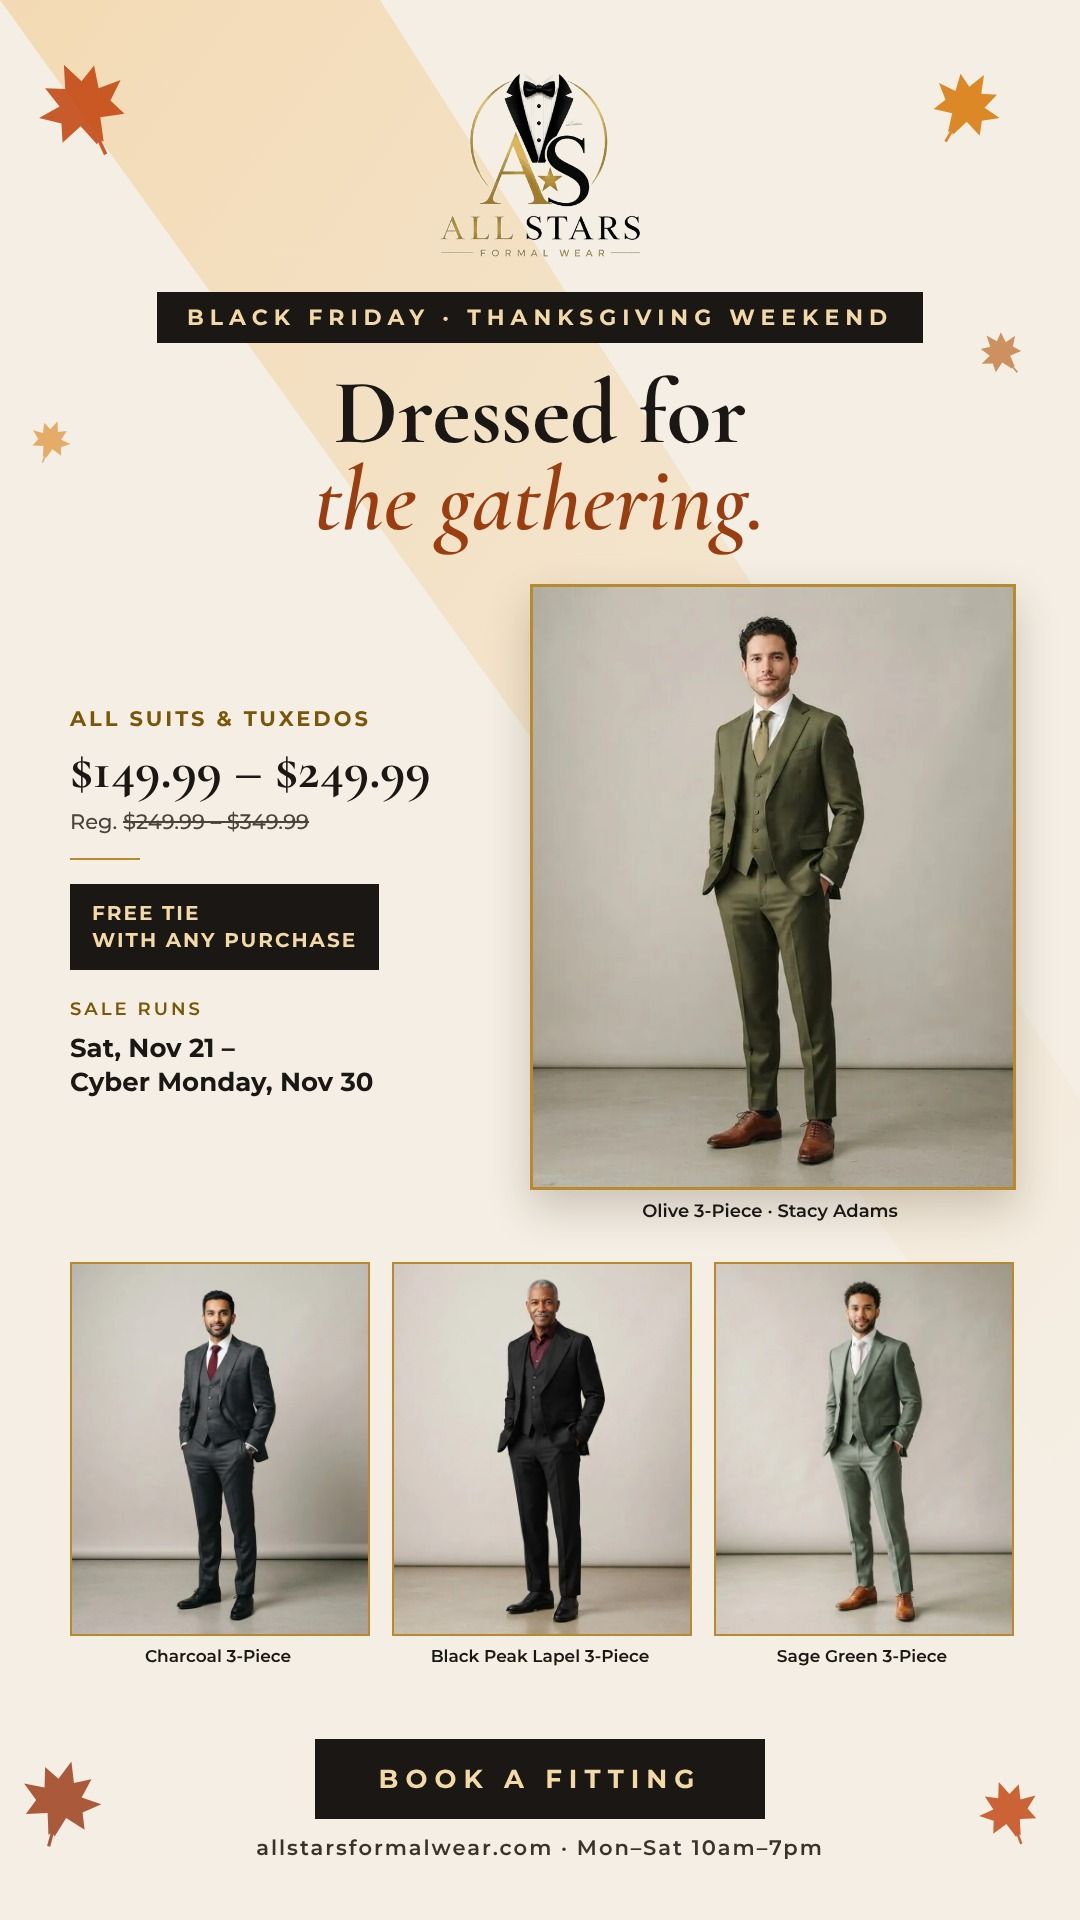 AS
ALL STARS
FORMAL WEAR
BLACK FRIDAY · THANKSGIVING WEEKEND
Dressed for
the gathering.
ALL SUITS & TUXEDOS
$149.99 – $249.99
Reg. $249.99 – $349.99
FREE TIE
WITH ANY PURCHASE
SALE RUNS
Sat, Nov 21 –
Cyber Monday, Nov 30
Olive 3-Piece · Stacy Adams
Charcoal 3-Piece
Black Peak Lapel 3-Piece
Sage Green 3-Piece
BOOK A FITTING
allstarsformalwear.com · Mon–Sat 10am–7pm